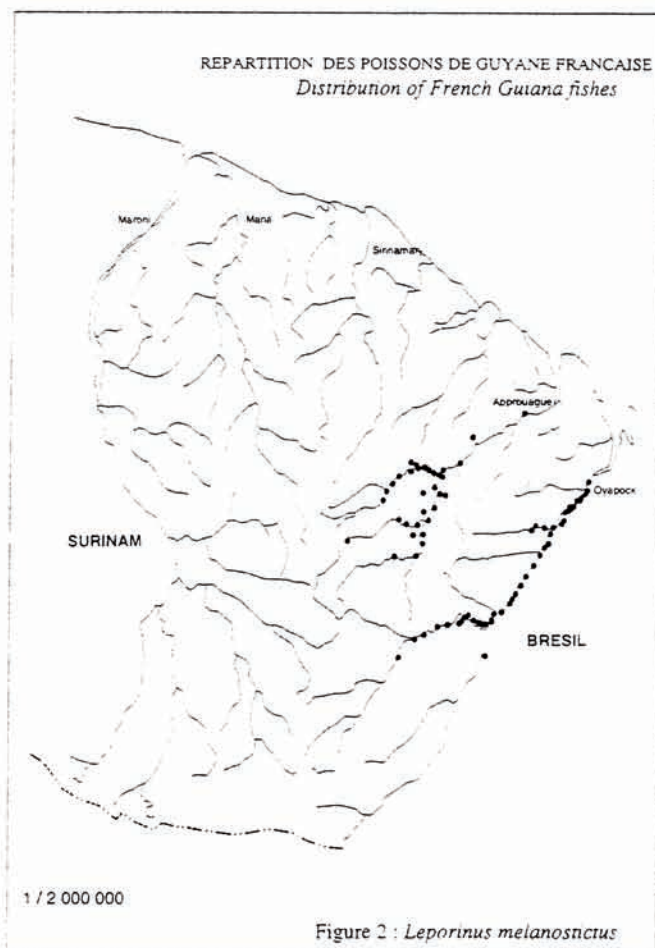 REPARTITION DES POISSONS DE GUYANE FRANCAISE
Distribution of French Guiana fishes
Maroni
Mana
Sinnamary
Approuague
Oyapock
SURINAM
BRESIL
1 / 2 000 000
Figure 2 : Leporinus melanostictus